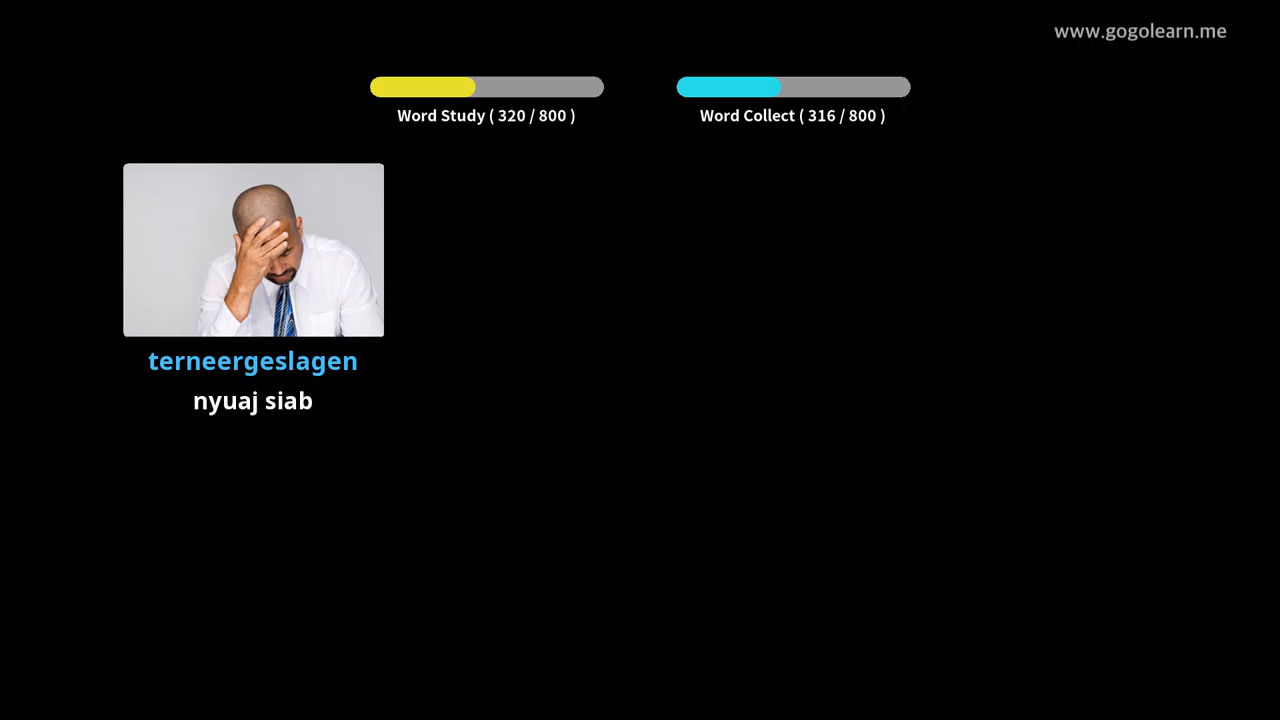 www.gogolearn.me
Word Study ( 320 / 800 )
Word Collect ( 316 / 800 )
terneergeslagen
nyuaj siab